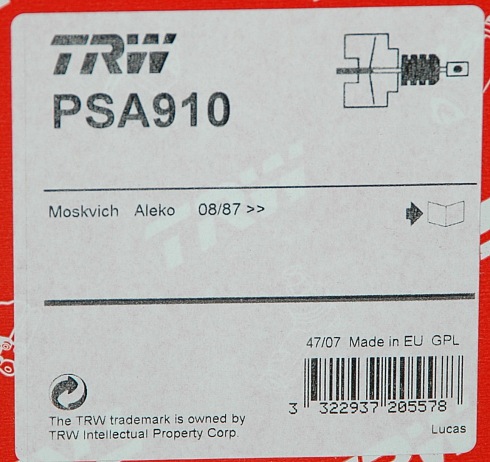 TRW
PSA910
Moskvich Aleko 08/87 >>
TRW
47/07 Made in EU GPL
3 322937 205578
The TRW trademark is owned by
TRW Intellectual Property Corp.
Lucas